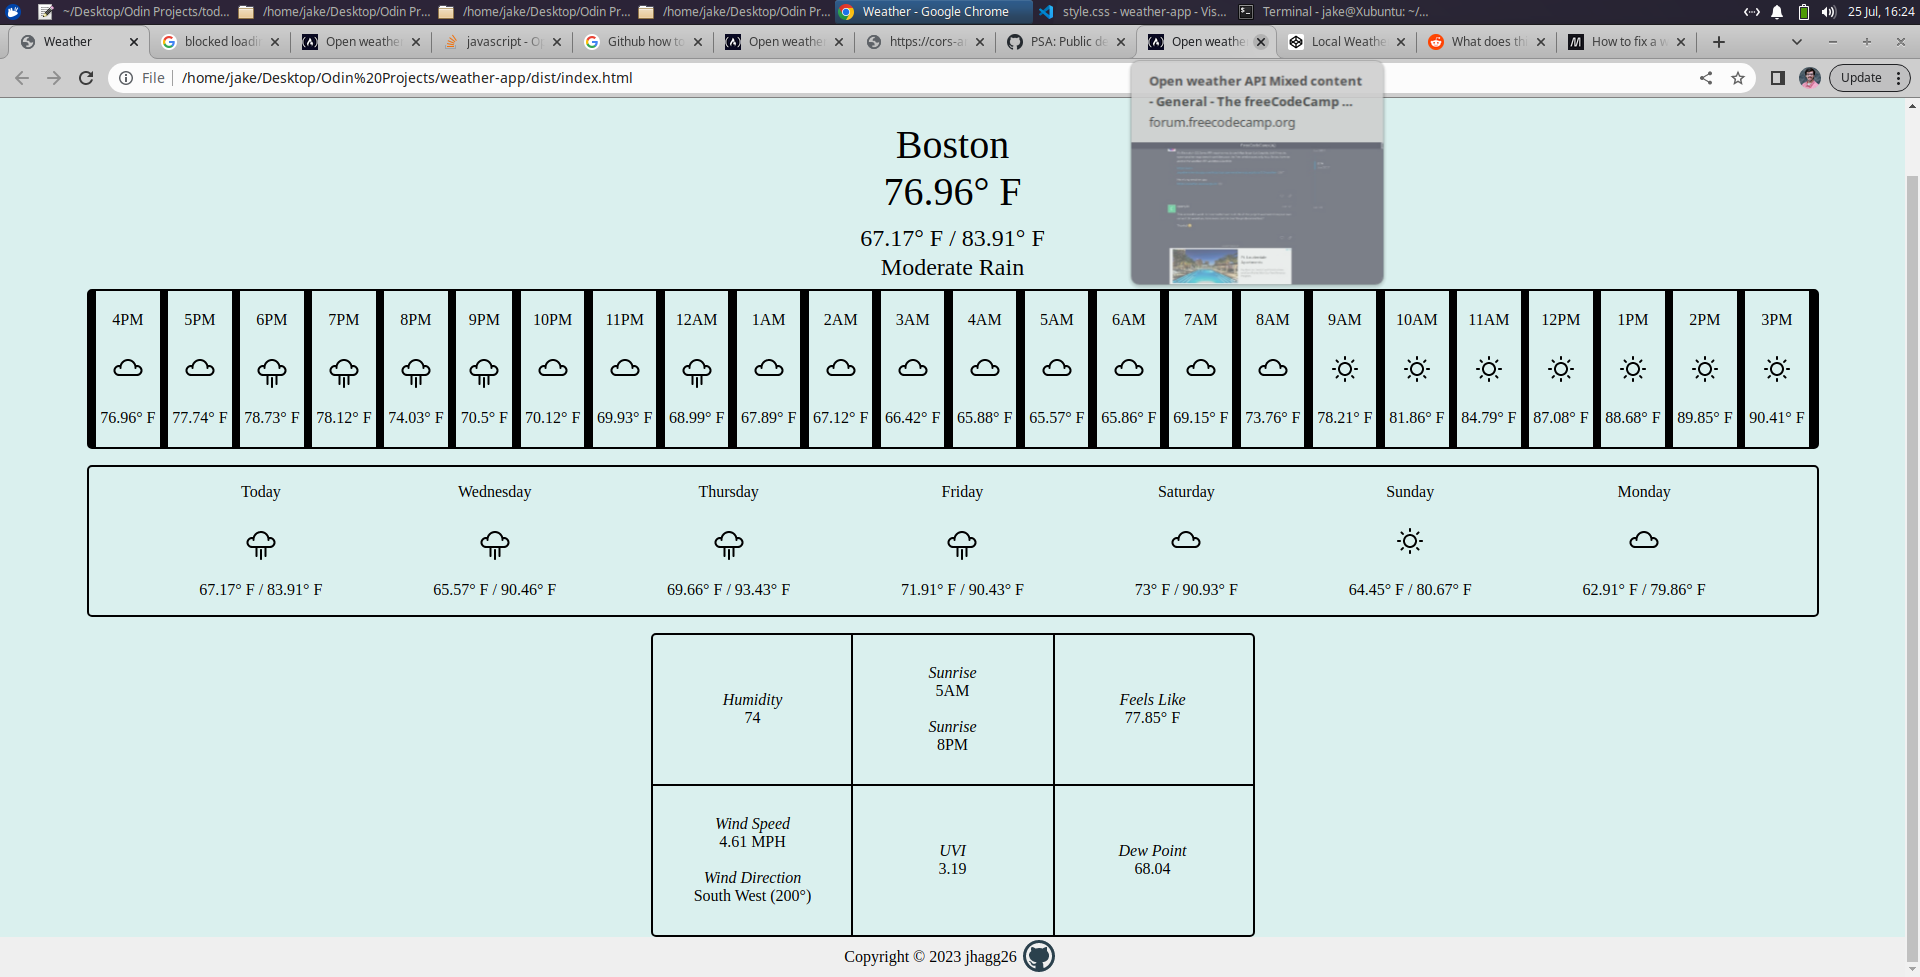 ~/Desktop/Odin Projects/tod... /home/jake/Desktop/Odin Pr... /home/jake/Desktop/Odin Pr... /home/jake/Desktop/Odin Pr... Weather - Google Chrome style.css - weather-app - Vis... Terminal - jake@Xubuntu: ~/... 25 Jul, 16:24
Weather blocked loadi Open weather javascript - O Github how to Open weathe https://cors-a PSA: Public de Open weathe Local Weathe What does th How to fix a w
File /home/jake/Desktop/Odin%20Projects/weather-app/dist/index.html Update
Open weather API Mixed content
- General - The freeCodeCamp ...
forum.freecodecamp.org
Boston
76.96° F
67.17° F / 83.91° F
Moderate Rain
4PM 5PM 6PM 7PM 8PM 9PM 10PM 11PM 12AM 1AM 2AM 3AM 4AM 5AM 6AM 7AM 8AM 9AM 10AM 11AM 12PM 1PM 2PM 3PM
76.96° F 77.74° F 78.73° F 78.12° F 74.03° F 70.5° F 70.12° F 69.93° F 68.99° F 67.89° F 67.12° F 66.42° F 65.88° F 65.57° F 65.86° F 69.15° F 73.76° F 78.21° F 81.86° F 84.79° F 87.08° F 88.68° F 89.85° F 90.41° F
Today Wednesday Thursday Friday Saturday Sunday Monday
67.17° F / 83.91° F 65.57° F / 90.46° F 69.66° F / 93.43° F 71.91° F / 90.43° F 73° F / 90.93° F 64.45° F / 80.67° F 62.91° F / 79.86° F
Humidity
74
Sunrise
5AM
Sunrise
8PM
Feels Like
77.85° F
Wind Speed
4.61 MPH
Wind Direction
South West (200°)
UVI
3.19
Dew Point
68.04
Copyright © 2023 jhagg26